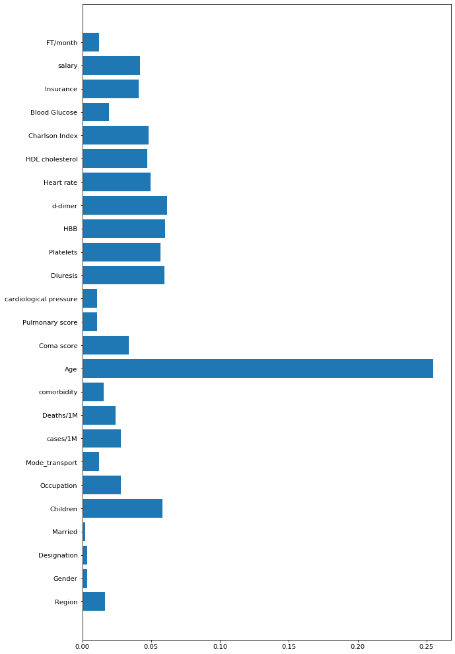 FT/month
salary
Insurance
Blood Glucose
Charlson Index
HDL cholesterol
Heart rate
d-dimer
HBB
Platelets
Diuresis
cardiological pressure
Pulmonary score
Coma score
Age
comorbidity
Deaths/1M
cases/1M
Mode_transport
Occupation
Children
Married
Designation
Gender
Region
0.00 0.05 0.10 0.15 0.20 0.25